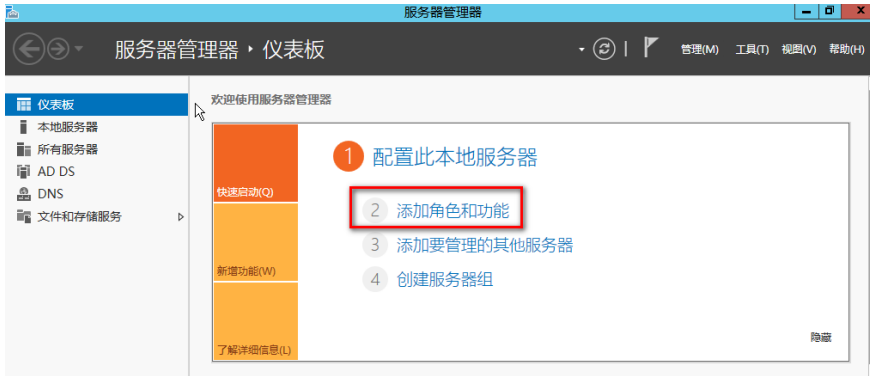 服务器管理器
服务器管理器 · 仪表板
管理(M) 工具(T) 视图(V) 帮助(H)
仪表板
本地服务器
所有服务器
AD DS
DNS
文件和存储服务
欢迎使用服务器管理器
快速启动(Q)
新增功能(W)
了解详细信息(L)
1 配置此本地服务器
2 添加角色和功能
3 添加要管理的其他服务器
4 创建服务器组
隐藏